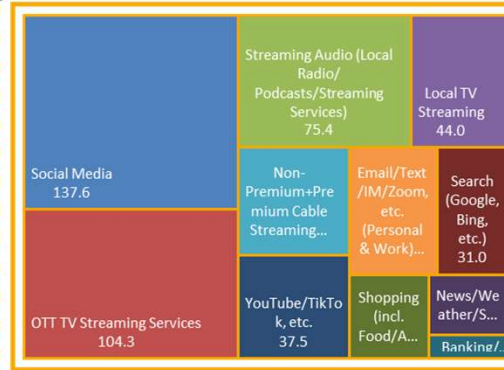 Social Media
137.6
OTT TV Streaming Services
104.3
Streaming Audio (Local
Radio/
Podcasts/Streaming
Services)
75.4
Local TV
Streaming
44.0
Non-
Premium+Pre
mium Cable
Streaming...
Email/Text
/IM/Zoom,
etc.
(Personal
& Work)...
Search
(Google,
Bing,
etc.)
31.0
YouTube/TikTo
k, etc.
37.5
Shopping
(incl.
Food/A...
News/We
ather/S...
Banking/...